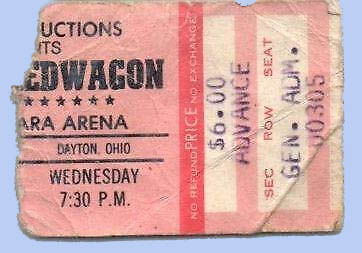 UCTIONS
NTS
EDWAGON
★★★★★★★
ARA ARENA
DAYTON, OHIO
WEDNESDAY
7:30 P.M.
NO REFUND PRICE NO EXCHANGE
$6.00
ADVANCE
SEC ROW SEAT
GEN. ADM.
00305